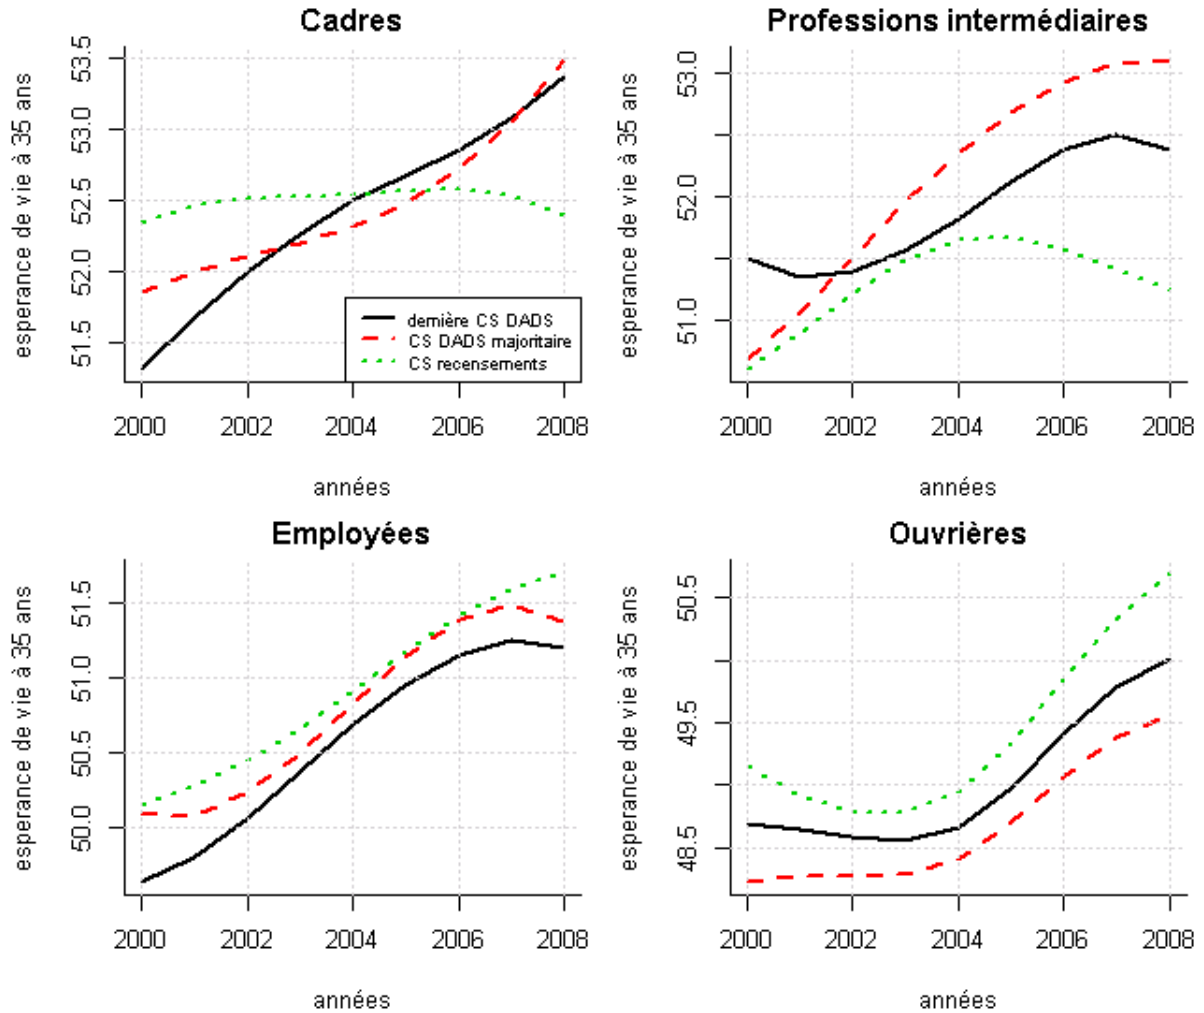 Cadres
esperance de vie à 35 ans
53.5
53.0
52.5
52.0
51.5
dernière CS DADS
CS DADS majoritaire
CS recensements
2000 2002 2004 2006 2008
années
Professions intermédiaires
esperance de vie à 35 ans
53.0
52.0
51.0
2000 2002 2004 2006 2008
années
Employées
esperance de vie à 35 ans
51.5
51.0
50.5
50.0
2000 2002 2004 2006 2008
années
Ouvrières
esperance de vie à 35 ans
50.5
49.5
48.5
2000 2002 2004 2006 2008
années